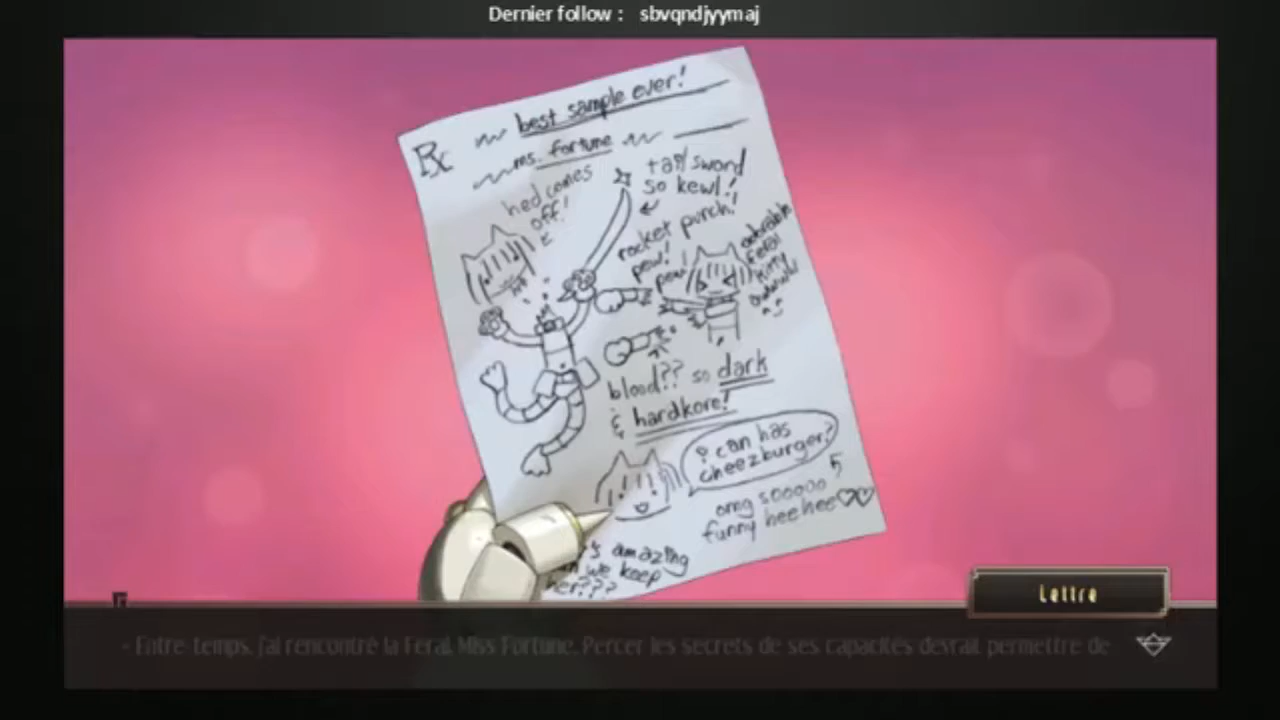 Dernier follow : sbvqndjyymaj
Rx
best sample ever!
ms. fortune
hed comes
off!
tail sword
so kewl!
rocket punch!
pew!
pew
adorable
feral
kitty
blood?? so dark
& hardkore!
? can has
cheezburger?
omg sooooo
funny heehee
amazing
we keep
her???
Lettre
- Entre-temps, j'ai rencontré la Feral, Miss Fortune. Percer les secrets de ses capacités devrait permettre de